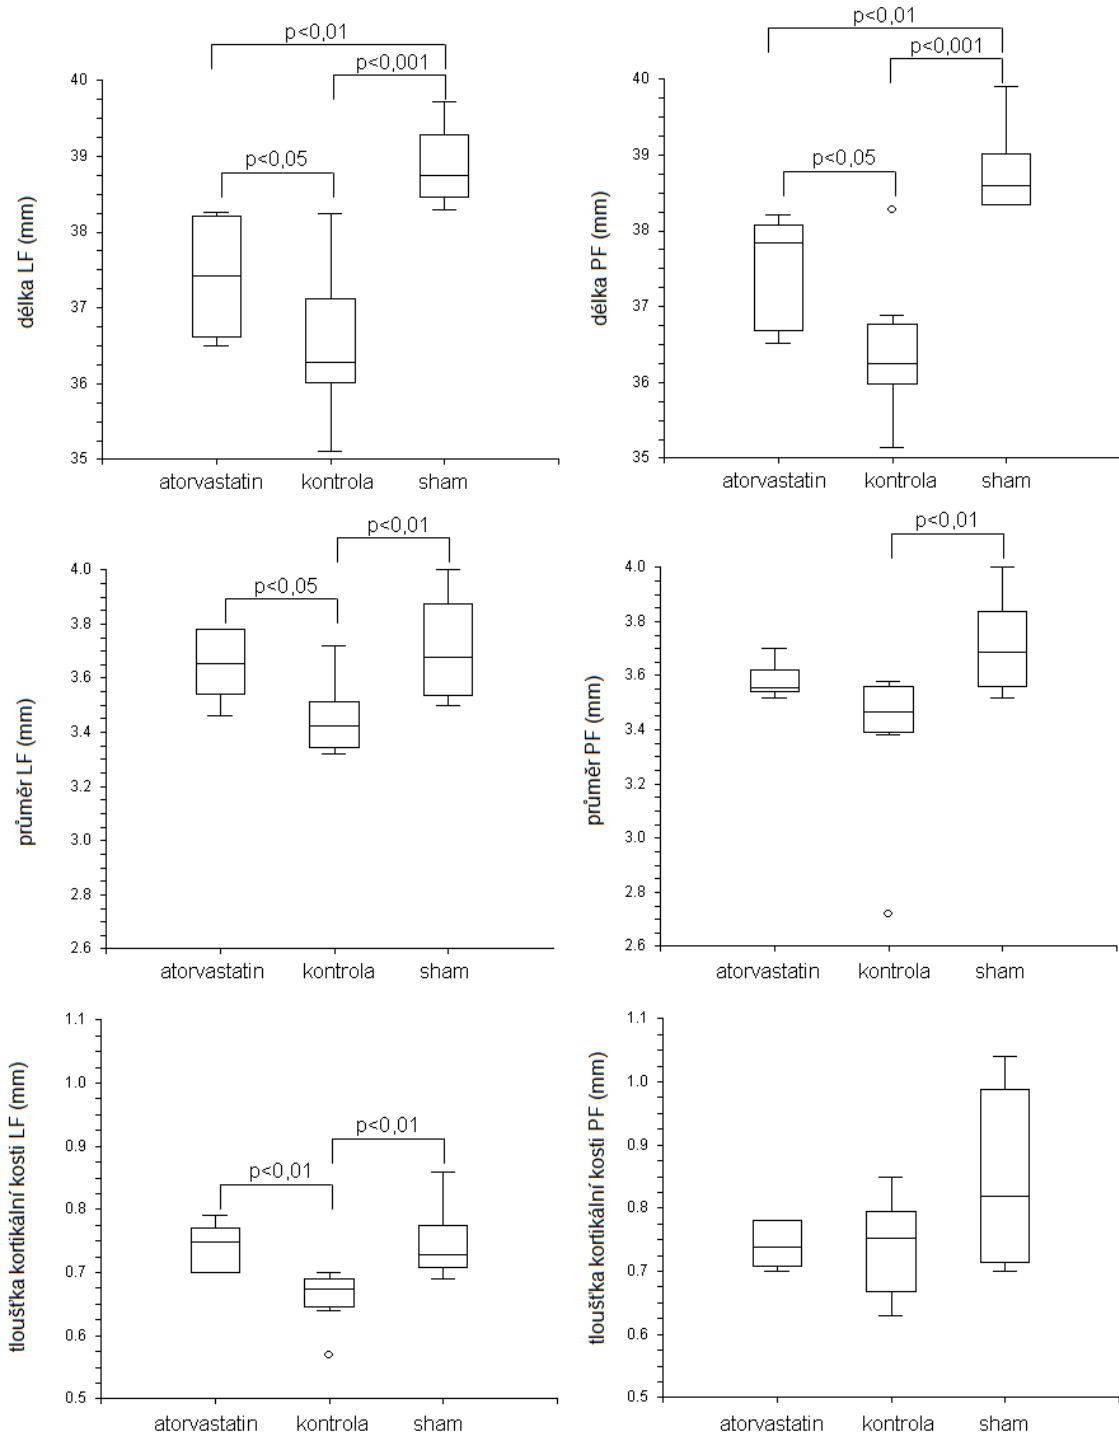 p<0,01
p<0,001
p<0,05
délka LF (mm)
40
39
38
37
36
35
atorvastatin kontrola sham
p<0,01
p<0,001
p<0,05
délka PF (mm)
40
39
38
37
36
35
atorvastatin kontrola sham
p<0,01
p<0,05
průměr LF (mm)
4.0
3.8
3.6
3.4
3.2
3.0
2.8
2.6
atorvastatin kontrola sham
p<0,01
průměr PF (mm)
4.0
3.8
3.6
3.4
3.2
3.0
2.8
2.6
atorvastatin kontrola sham
p<0,01
p<0,01
tloušťka kortikální kosti LF (mm)
1.1
1.0
0.9
0.8
0.7
0.6
0.5
atorvastatin kontrola sham
tloušťka kortikální kosti PF (mm)
1.1
1.0
0.9
0.8
0.7
0.6
0.5
atorvastatin kontrola sham